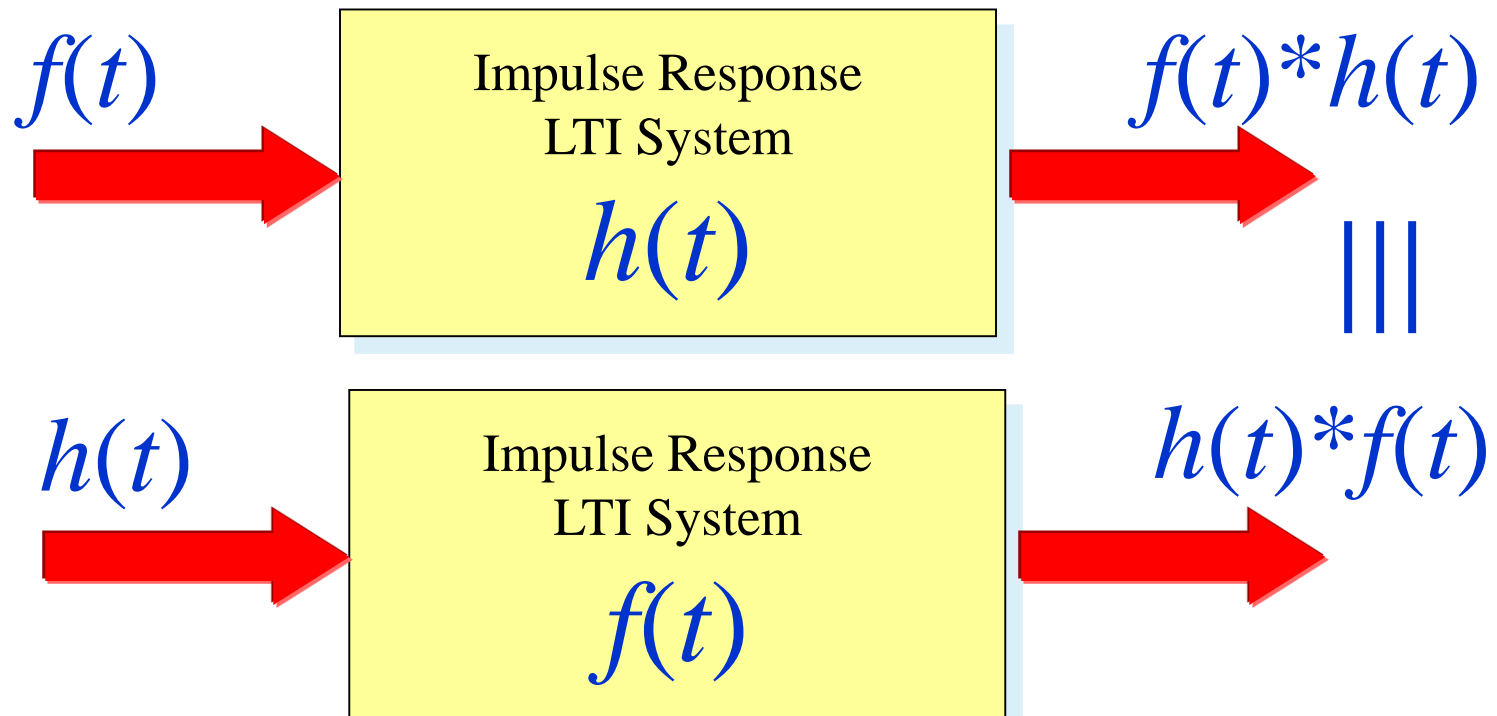 f(t)
Impulse Response
LTI System
h(t)
f(t)*h(t)
|||
h(t)
Impulse Response
LTI System
f(t)
h(t)*f(t)